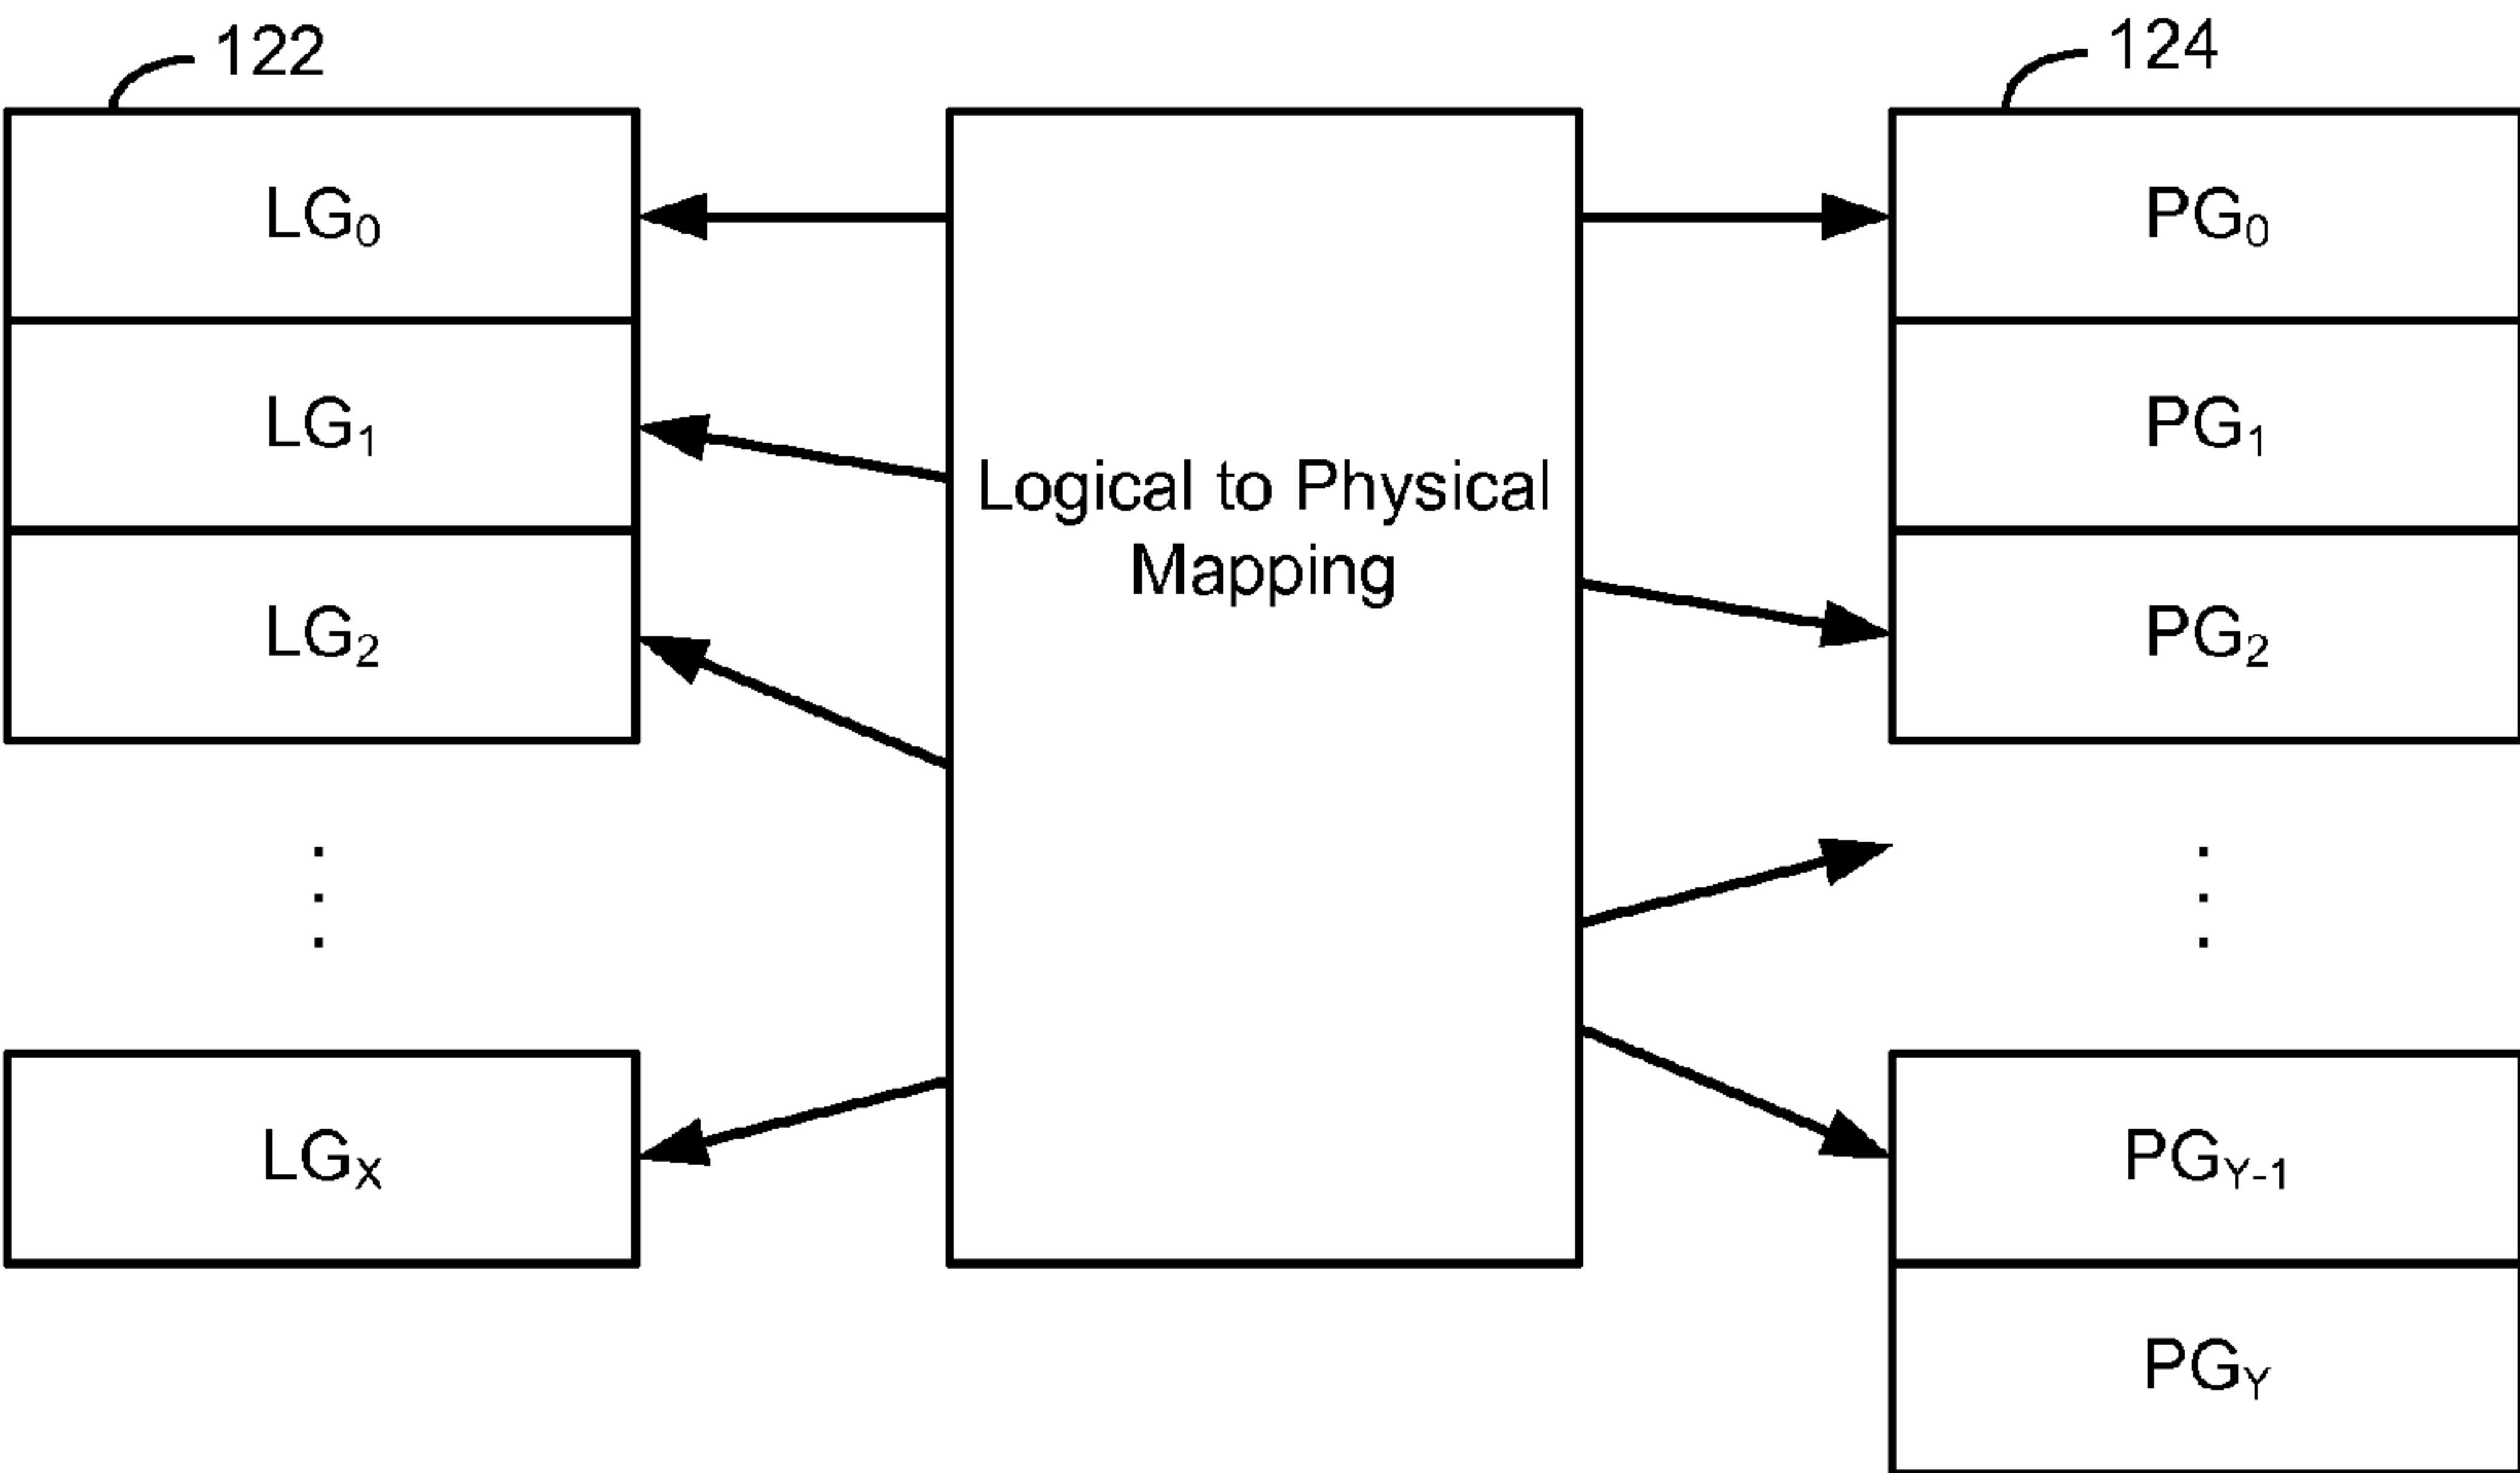 122
124
LG₀
LG₁
LG₂
.
.
.
LGX
Logical to Physical
Mapping
PG₀
PG₁
PG₂
.
.
.
PGY-1
PGY